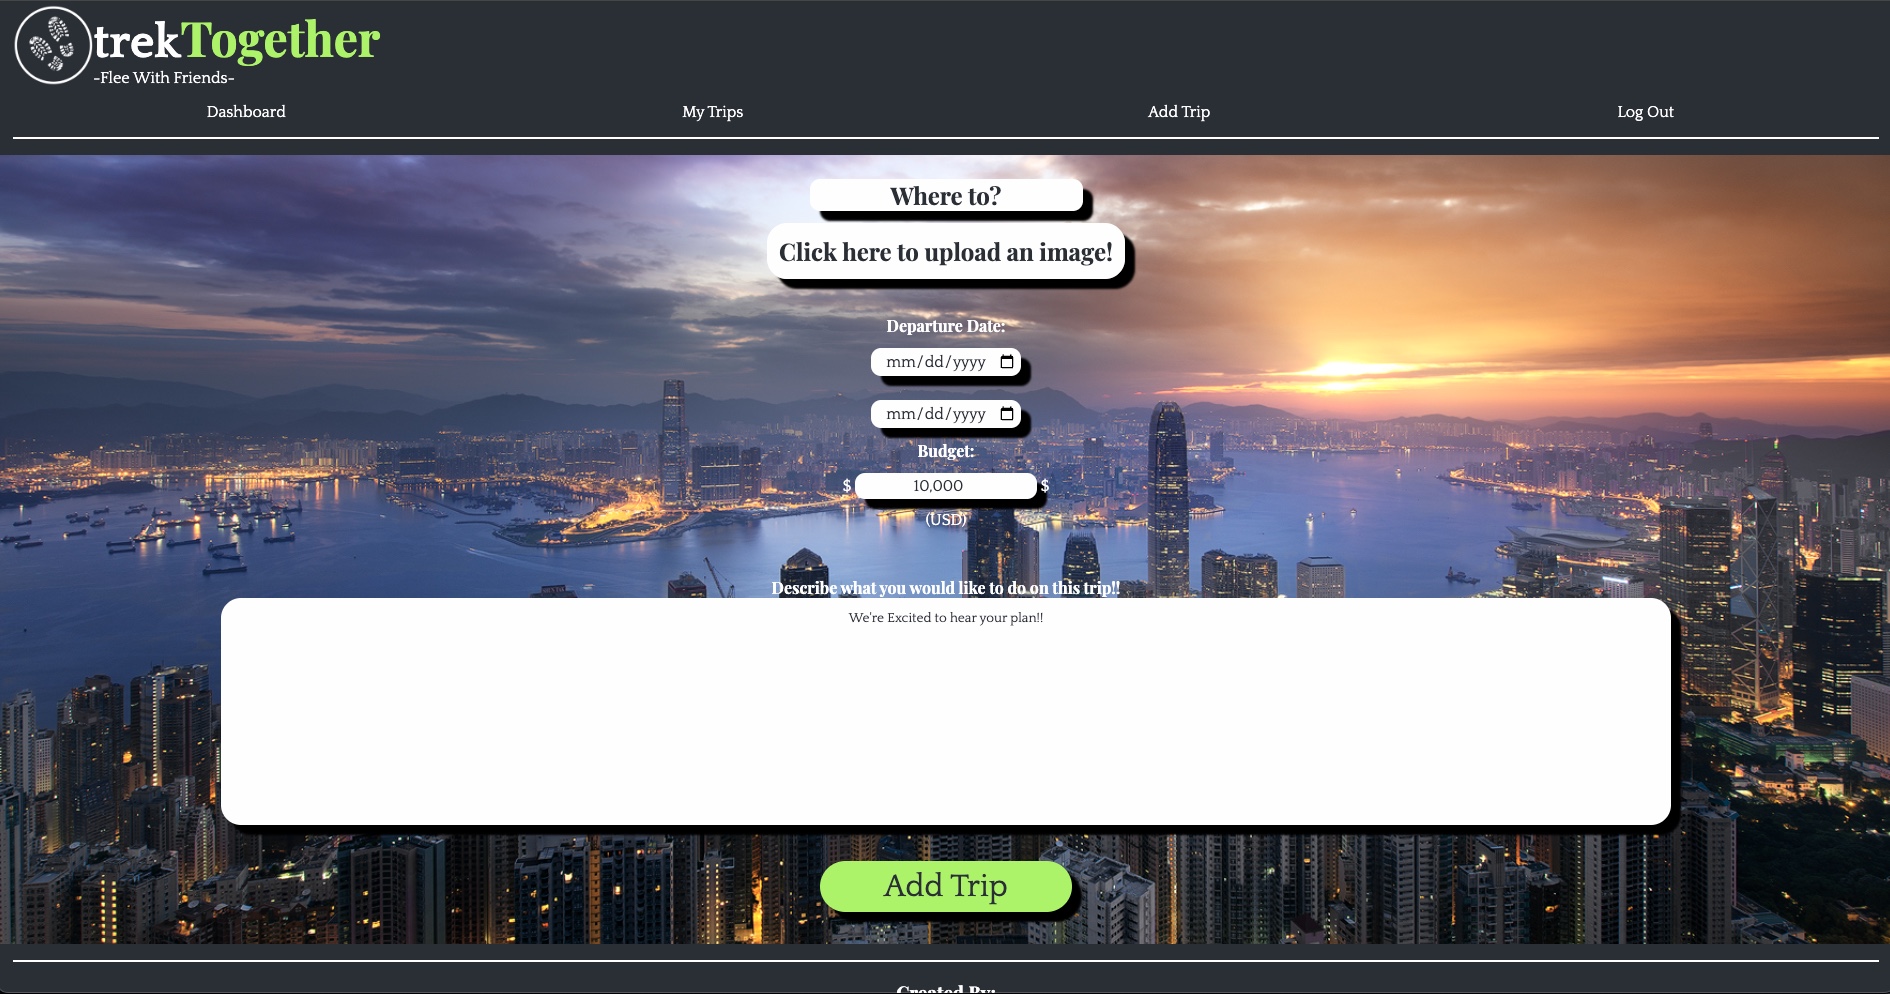 trekTogether
-Flee With Friends-
Dashboard My Trips Add Trip Log Out
Where to?
Click here to upload an image!
Departure Date:
mm/dd/yyyy
mm/dd/yyyy
Budget:
$ 10,000 $
(USD)
Describe what you would like to do on this trip!!
We're Excited to hear your plan!!
Add Trip
Created By: